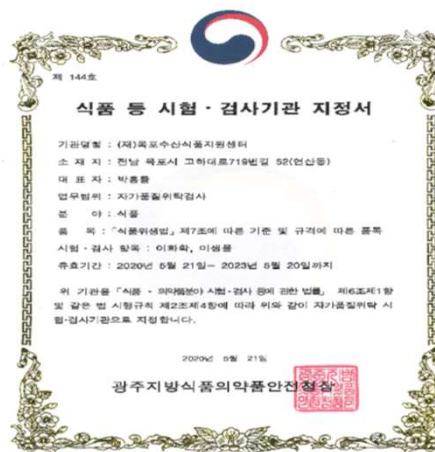 제 144호
식품 등 시험·검사기관 지정서
기관명칭 : (재)목포수산식품지원센터
소 재 지 : 전남 목포시 고하대로719번길 52(연산동)
대 표 자 : 박홍률
업무범위 : 자가품질위탁검사
분 야 : 식품
품 목 : 「식품위생법」 제7조에 따른 기준 및 규격에 따른 품목
시험·검사 항목 : 이화학, 미생물
유효기간 : 2020년 5월 21일~ 2023년 5월 20일까지
위 기관을 「식품·의약품분야 시험·검사 등에 관한 법률」 제6조제1항
및 같은 법 시행규칙 제2조제4항에 따라 위와 같이 자가품질위탁 시
험·검사기관으로 지정합니다.
2020년 5월 21일
광주지방식품의약품안전청장